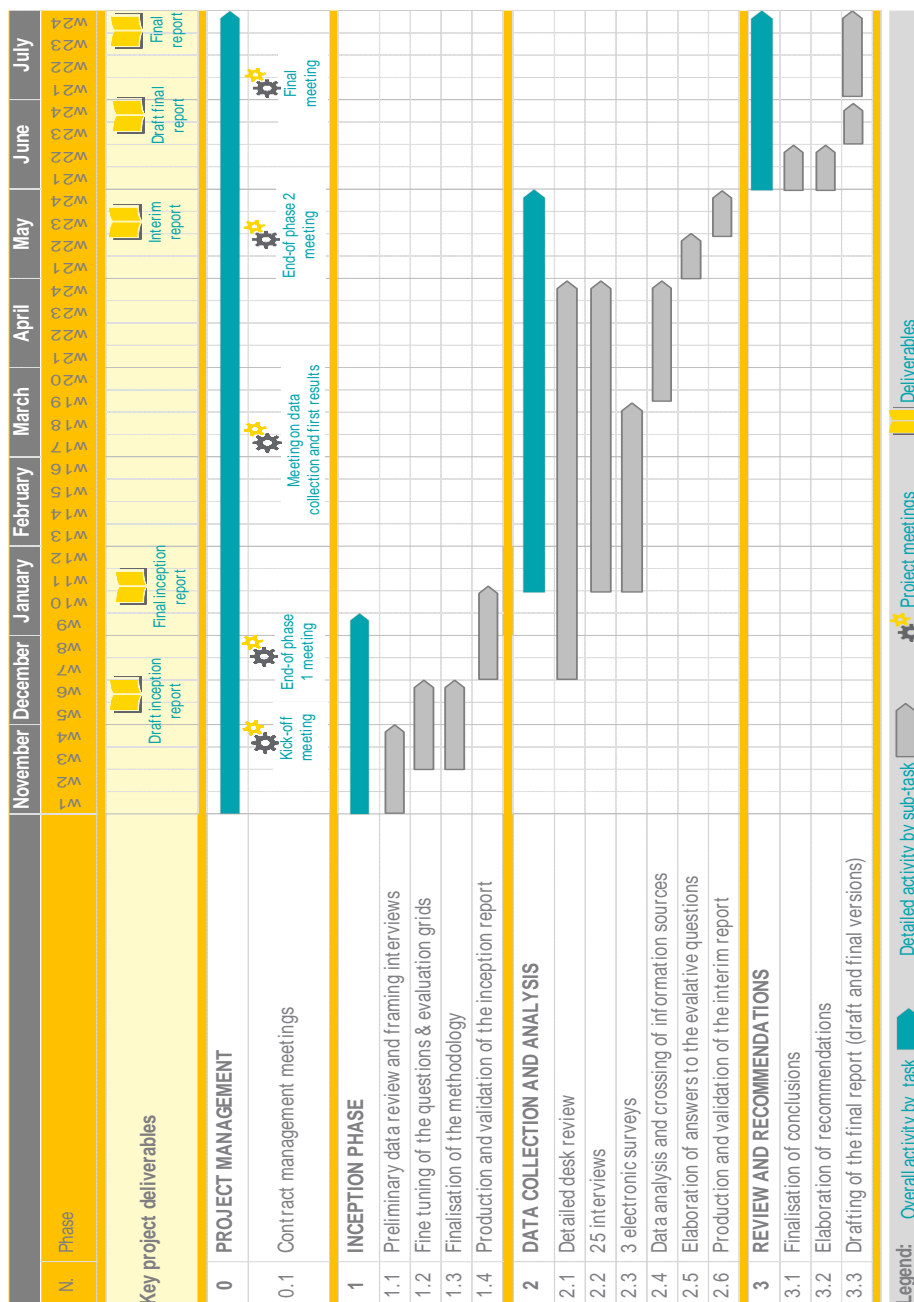 November December January February March April May June July
N. Phase w1 w2 w3 w4 w5 w6 w7 w8 w9 w10 w11 w12 w13 w14 w15 w16 w17 w18 w19 w20 w21 w22 w23 w24 w21 w22 w23 w24 w21 w22 w23 w24 w21 w22 w23 w24
Key project deliverables
Draft inception
report
Final inception
report
Interim
report
Draft final
report
Final
report
0 PROJECT MANAGEMENT
0.1 Contract management meetings
Kick-off
meeting
End-of phase
1 meeting
Meeting on data
collection and first results
End-of phase 2
meeting
Final
meeting
1 INCEPTION PHASE
1.1 Preliminary data review and framing interviews
1.2 Fine tuning of the questions & evaluation grids
1.3 Finalisation of the methodology
1.4 Production and validation of the inception report
2 DATA COLLECTION AND ANALYSIS
2.1 Detailed desk review
2.2 25 interviews
2.3 3 electronic surveys
2.4 Data analysis and crossing of information sources
2.5 Elaboration of answers to the evalative questions
2.6 Production and validation of the interim report
3 REVIEW AND RECOMMENDATIONS
3.1 Finalisation of conclusions
3.2 Elaboration of recommendations
3.3 Drafting of the final report (draft and final versions)
Legend: Overall activity by task Detailed activity by sub-task Project meetings Deliverables